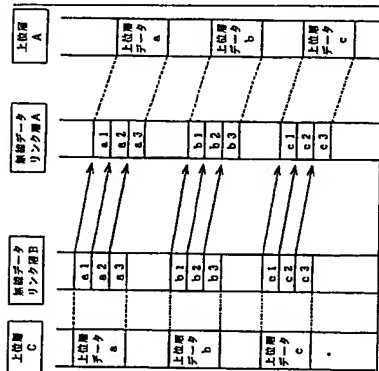 上位層
C
無線データ
リンク層B
無線データ
リンク層A
上位層
A
上位層
データ
a
上位層
データ
b
上位層
データ
c
a1
a2
a3
b1
b2
b3
c1
c2
c3
a1
a2
a3
b1
b2
b3
c1
c2
c3
上位層
データ
a
上位層
データ
b
上位層
データ
c